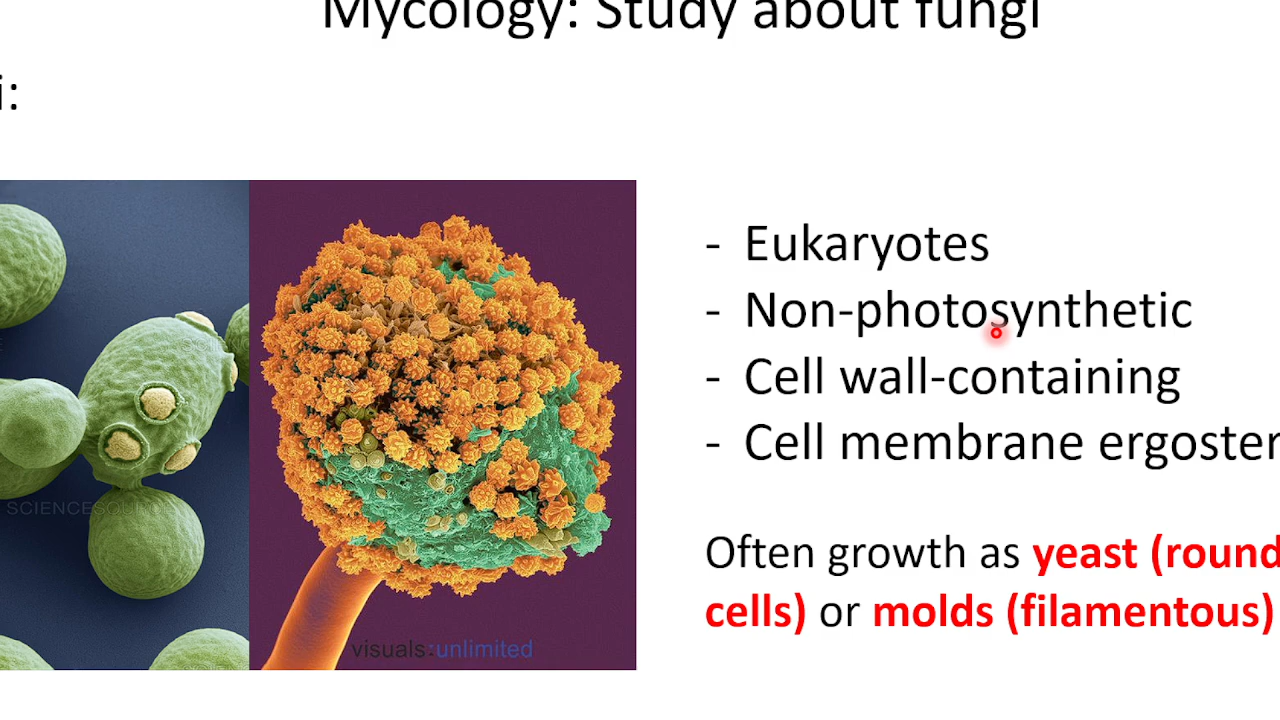 Mycology: Study about fungi
i:
- Eukaryotes
- Non-photosynthetic
- Cell wall-containing
- Cell membrane ergoster
Often growth as yeast (round
cells) or molds (filamentous)
SCIENCESOURCE
visuals:unlimited